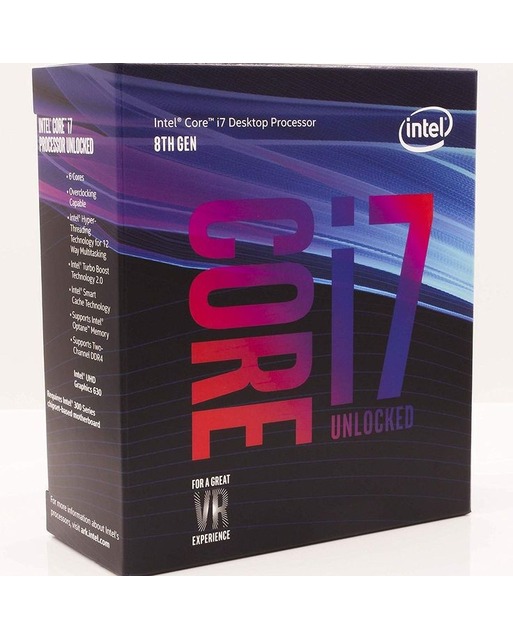 INTEL® CORE™ i7
PROCESSOR UNLOCKED
• 6 Cores
• Overclocking
Capable
• Intel® Hyper-
Threading
Technology for 12
Way Multitasking
• Intel® Turbo Boost
Technology 2.0
• Intel® Smart
Cache Technology
• Supports Intel®
Optane™ Memory
• Supports Two-
Channel DDR4
Intel® UHD
Graphics 630
Requires Intel® 300 Series
chipset-based motherboard
For more information about Intel's
processors, visit ark.intel.com
Intel® Core™ i7 Desktop Processor
8TH GEN
intel®
CORE
i7
UNLOCKED
FOR A GREAT
VR
EXPERIENCE